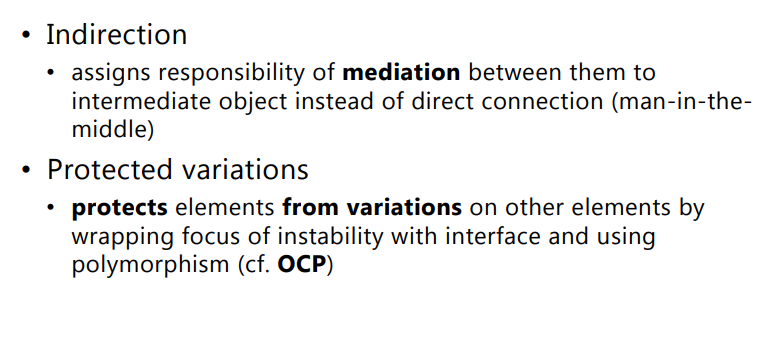 • Indirection
• assigns responsibility of mediation between them to
intermediate object instead of direct connection (man-in-the-
middle)
• Protected variations
• protects elements from variations on other elements by
wrapping focus of instability with interface and using
polymorphism (cf. OCP)